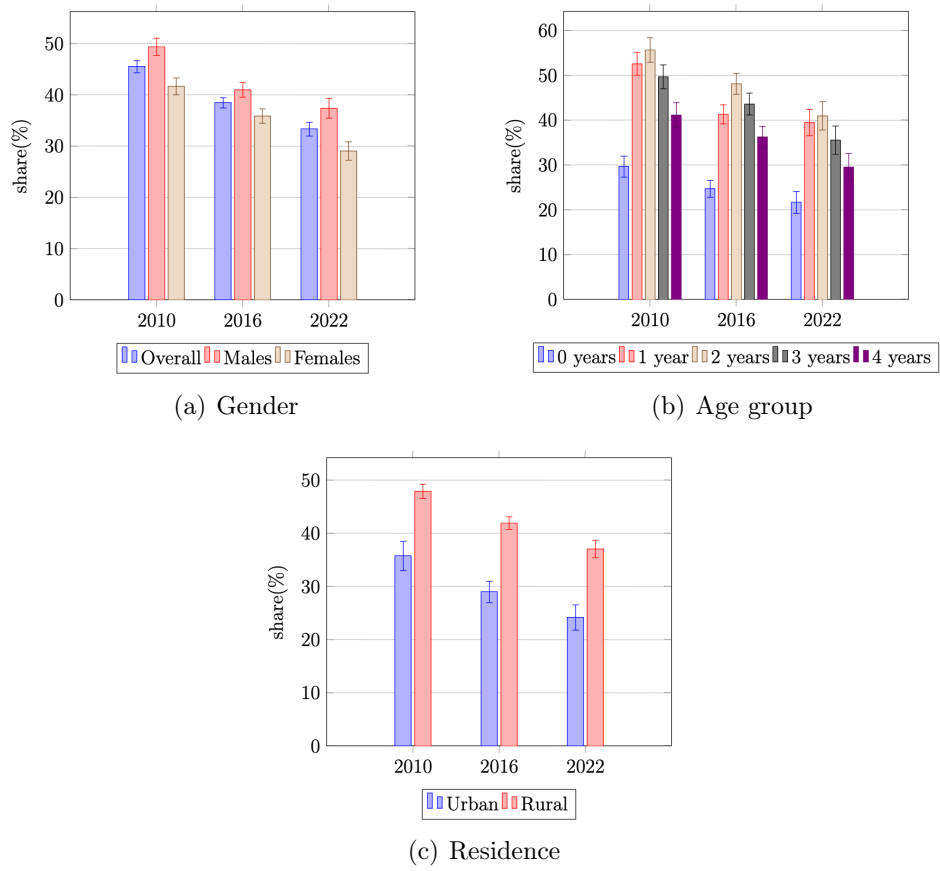 share(%)
50
40
30
20
10
0
2010 2016 2022
Overall Males Females
(a) Gender
share(%)
60
50
40
30
20
10
0
2010 2016 2022
0 years 1 year 2 years 3 years 4 years
(b) Age group
share(%)
50
40
30
20
10
0
2010 2016 2022
Urban Rural
(c) Residence